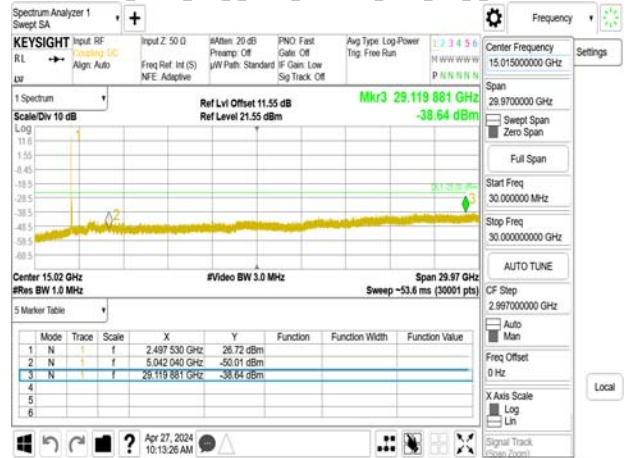 Spectrum Analyzer 1
Swept SA
Frequency
KEYSIGHT Input: RF Input Z: 50 Ω #Atten: 20 dB PNO: Fast Avg Type: Log-Power 1 2 3 4 5 6
RL Coupling: DC Preamp: Off Gate: Off Trig: Free Run
Align: Auto Freq Ref: Int (S) µW Path: Standard IF Gain: Low M W W W W W
NFE: Adaptive Sig Track: Off P N N N N N
Center Frequency
15.015000000 GHz
Settings
1 Spectrum
Ref Lvl Offset 11.55 dB
Mkr3 29.119 881 GHz
Scale/Div 10 dB
Ref Level 21.55 dBm
-38.64 dBm
Log
11.6
1.55
-8.45
-18.5
-28.5
-38.5
-48.5
-58.5
-68.5
1
2
3
Center 15.02 GHz
#Video BW 3.0 MHz
Span 29.97 GHz
#Res BW 1.0 MHz
Sweep ~53.6 ms (30001 pts)
Span
29.9700000 GHz
Swept Span
Zero Span
Full Span
Start Freq
30.000000 MHz
Stop Freq
30.000000000 GHz
AUTO TUNE
CF Step
2.997000000 GHz
Auto
Man
Freq Offset
0 Hz
X Axis Scale
Log
Lin
Signal Track
(Span Zoom)
Local
5 Marker Table
Mode Trace Scale X Y Function Function Width Function Value
1 N 1 f 2.497 530 GHz 26.72 dBm
2 N 1 f 5.042 040 GHz -50.01 dBm
3 N 1 f 29.119 881 GHz -38.64 dBm
4
5
6
Apr 27, 2024
10:13:26 AM